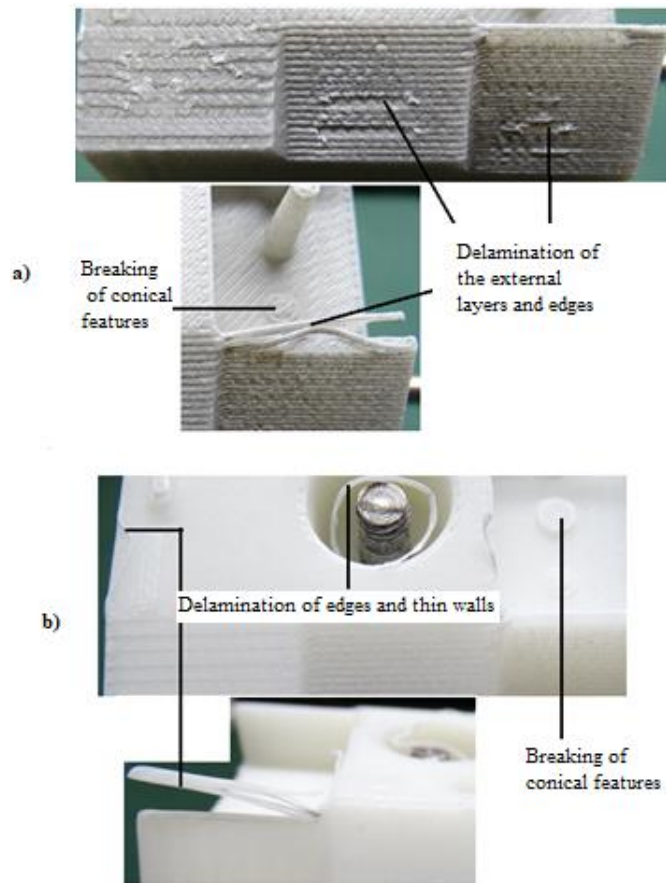 a)
Breaking
of conical
features
Delamination of
the external
layers and edges
b)
Delamination of edges and thin walls
Breaking of
conical features